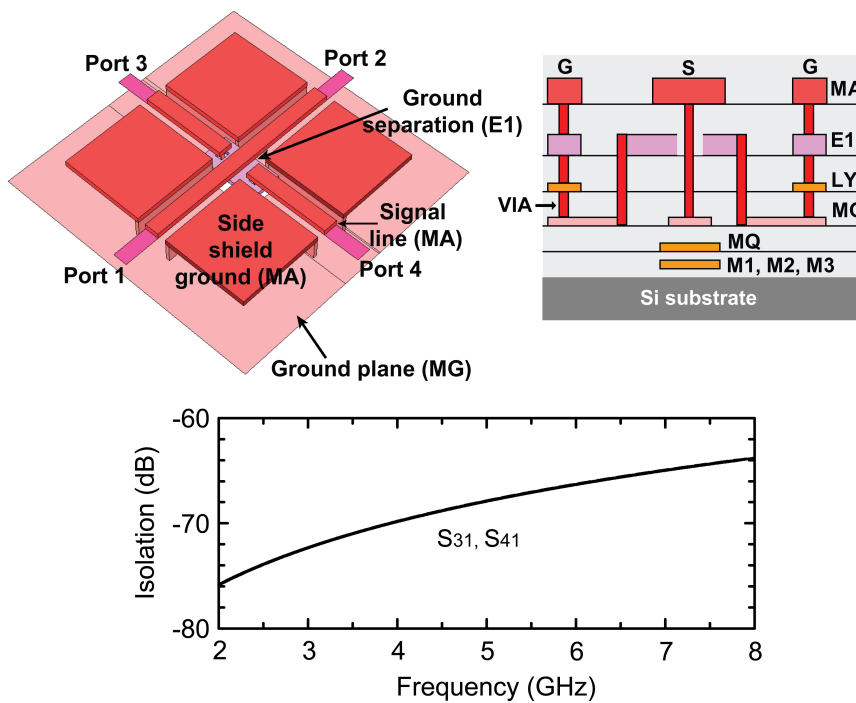 Port 3
Port 2
Ground
separation (E1)
Side
shield
ground (MA)
Signal
line (MA)
Port 1
Port 4
Ground plane (MG)
G
S
G
MA
E1
LY
VIA
MQ
M1, M2, M3
Si substrate
-60
-70
-80
Isolation (dB)
S31, S41
2
3
4
5
6
7
8
Frequency (GHz)